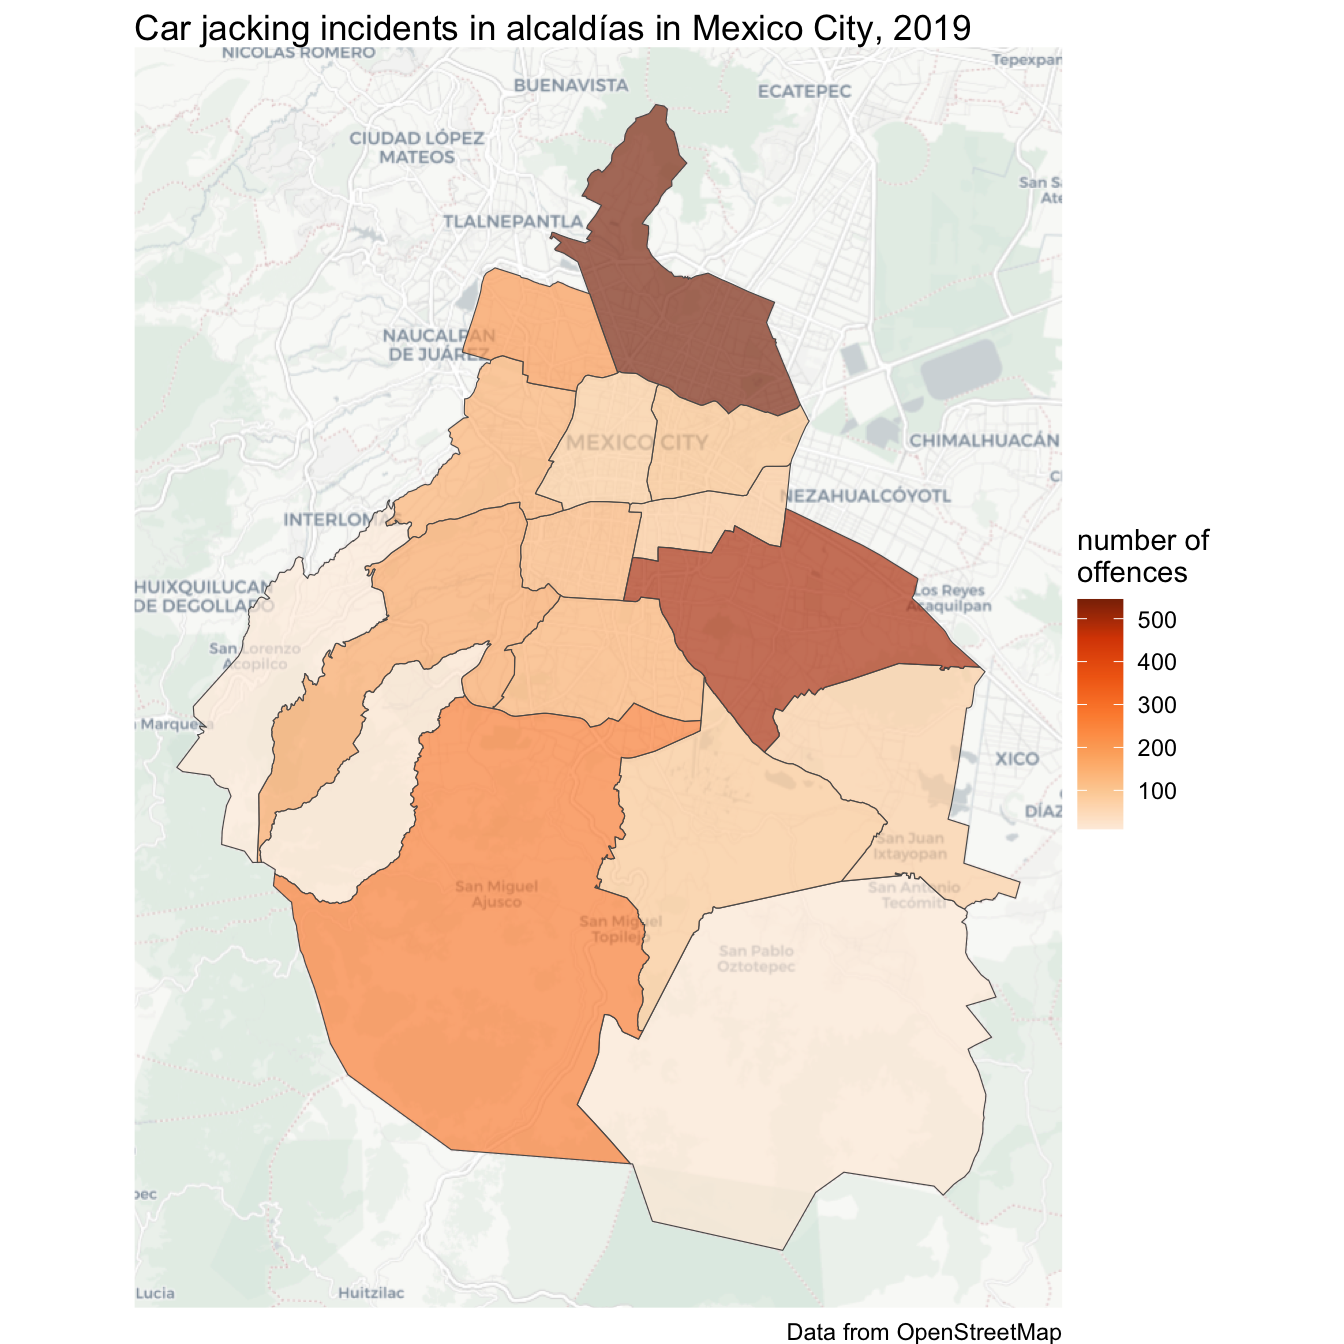 Car jacking incidents in alcaldías in Mexico City, 2019
NICOLAS ROMERO
Tepexpan
BUENAVISTA
ECATEPEC
CIUDAD LÓPEZ
MATEOS
San Sa
Ate
TLALNEPANTLA
NAUCALPAN
DE JUÁREZ
MEXICO CITY
CHIMALHUACÁN
NEZAHUALCÓYOTL
INTERLOMAS
number of
offences
HUIXQUILUCAN
DE DEGOLLADO
Los Reyes
Acaquilpan
500
San Lorenzo
Acopilco
400
300
Marquesa
200
XICO
100
DÍAZ
San Juan
Ixtayopan
San Miguel
Ajusco
San Antonio
Tecómitl
San Miguel
Topilejo
San Pablo
Oztotepec
pec
Lucia
Huitzilac
Data from OpenStreetMap